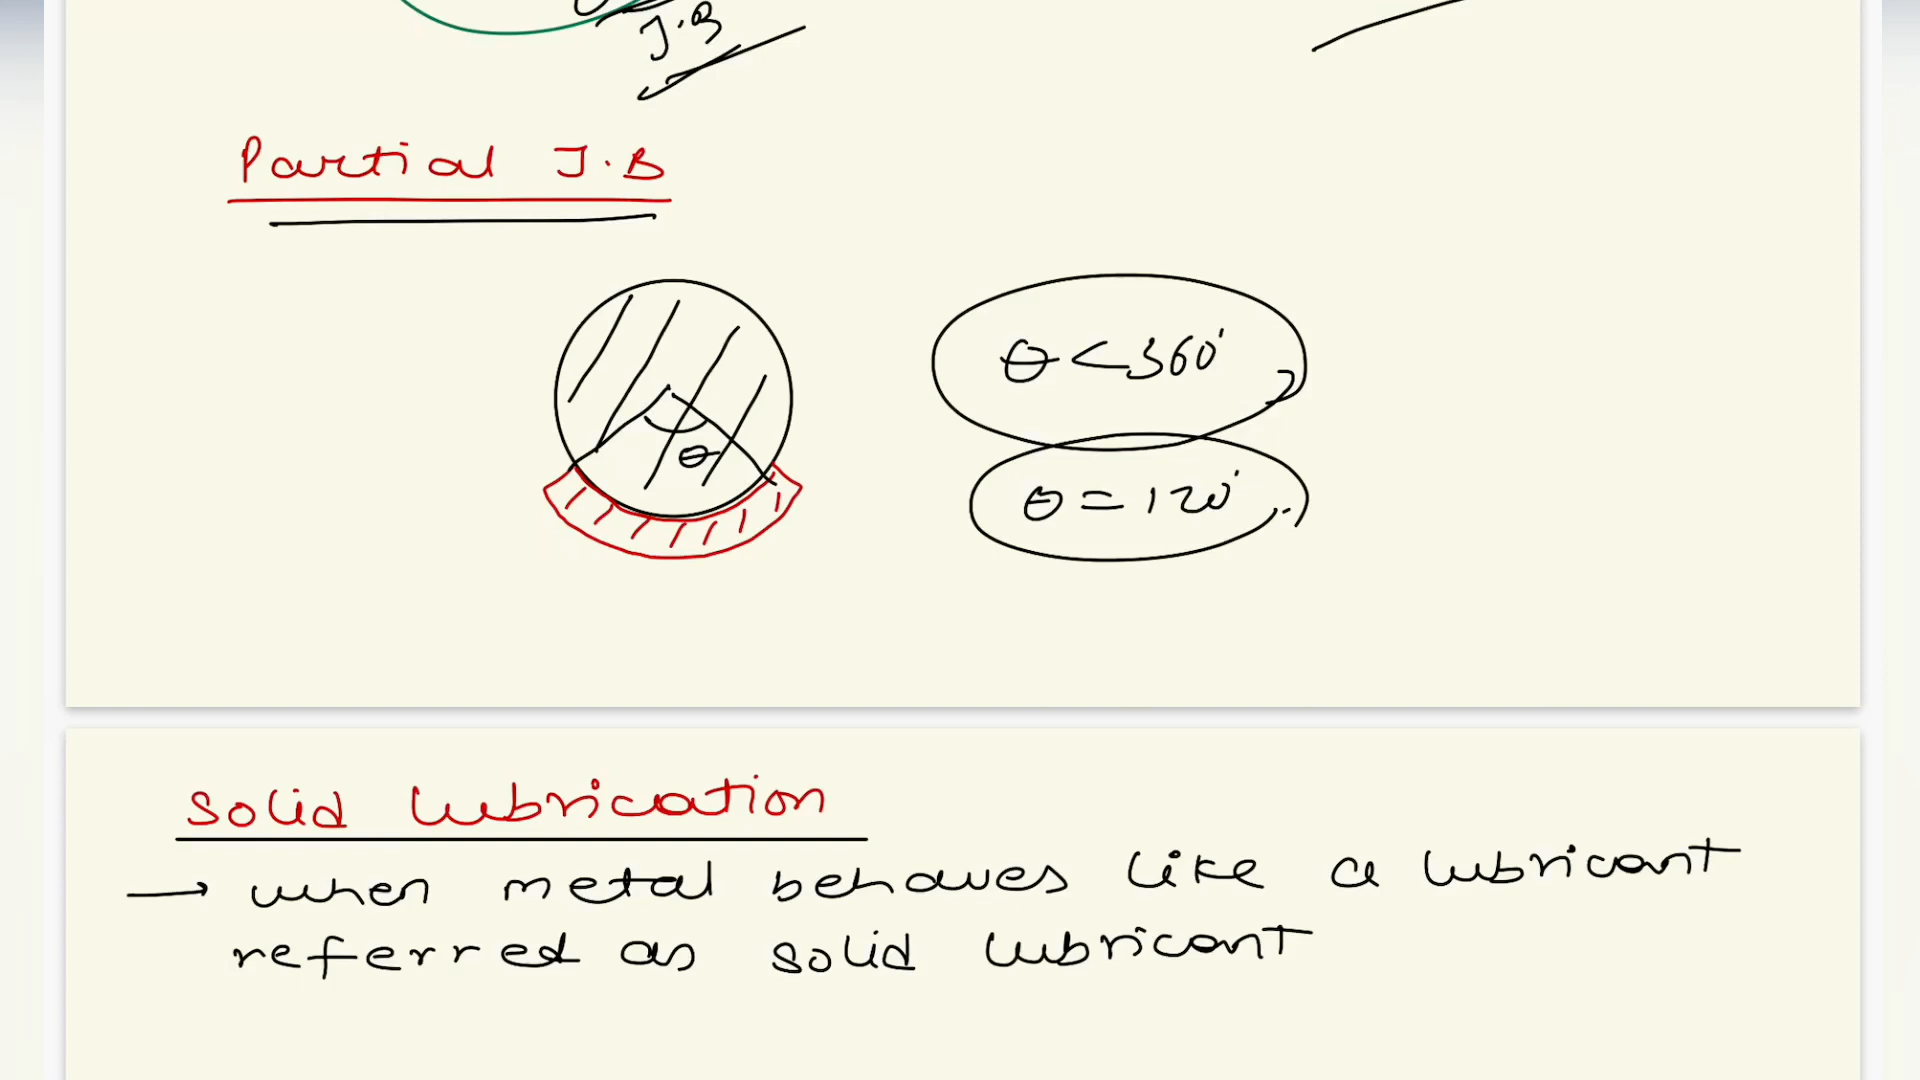 J.B
Partial J.B
θ < 360°
θ
θ = 120°
Solid lubrication
→ when metal behaves like a lubricant
referred as solid lubricant